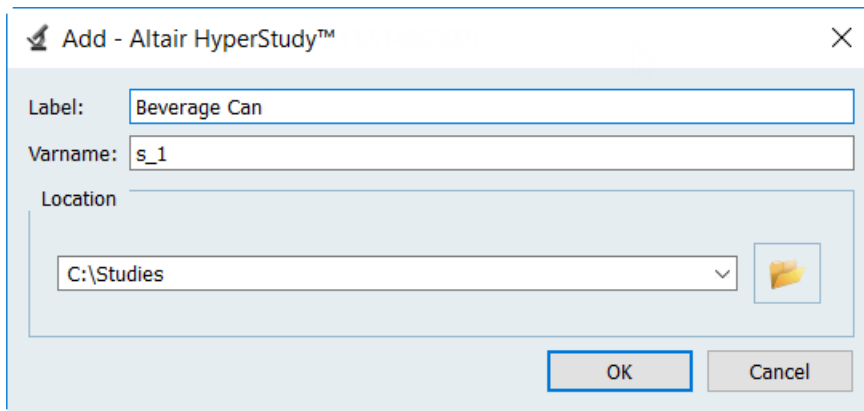 Add - Altair HyperStudy™
Label: Beverage Can
Varname: s_1
Location
C:\Studies
OK Cancel